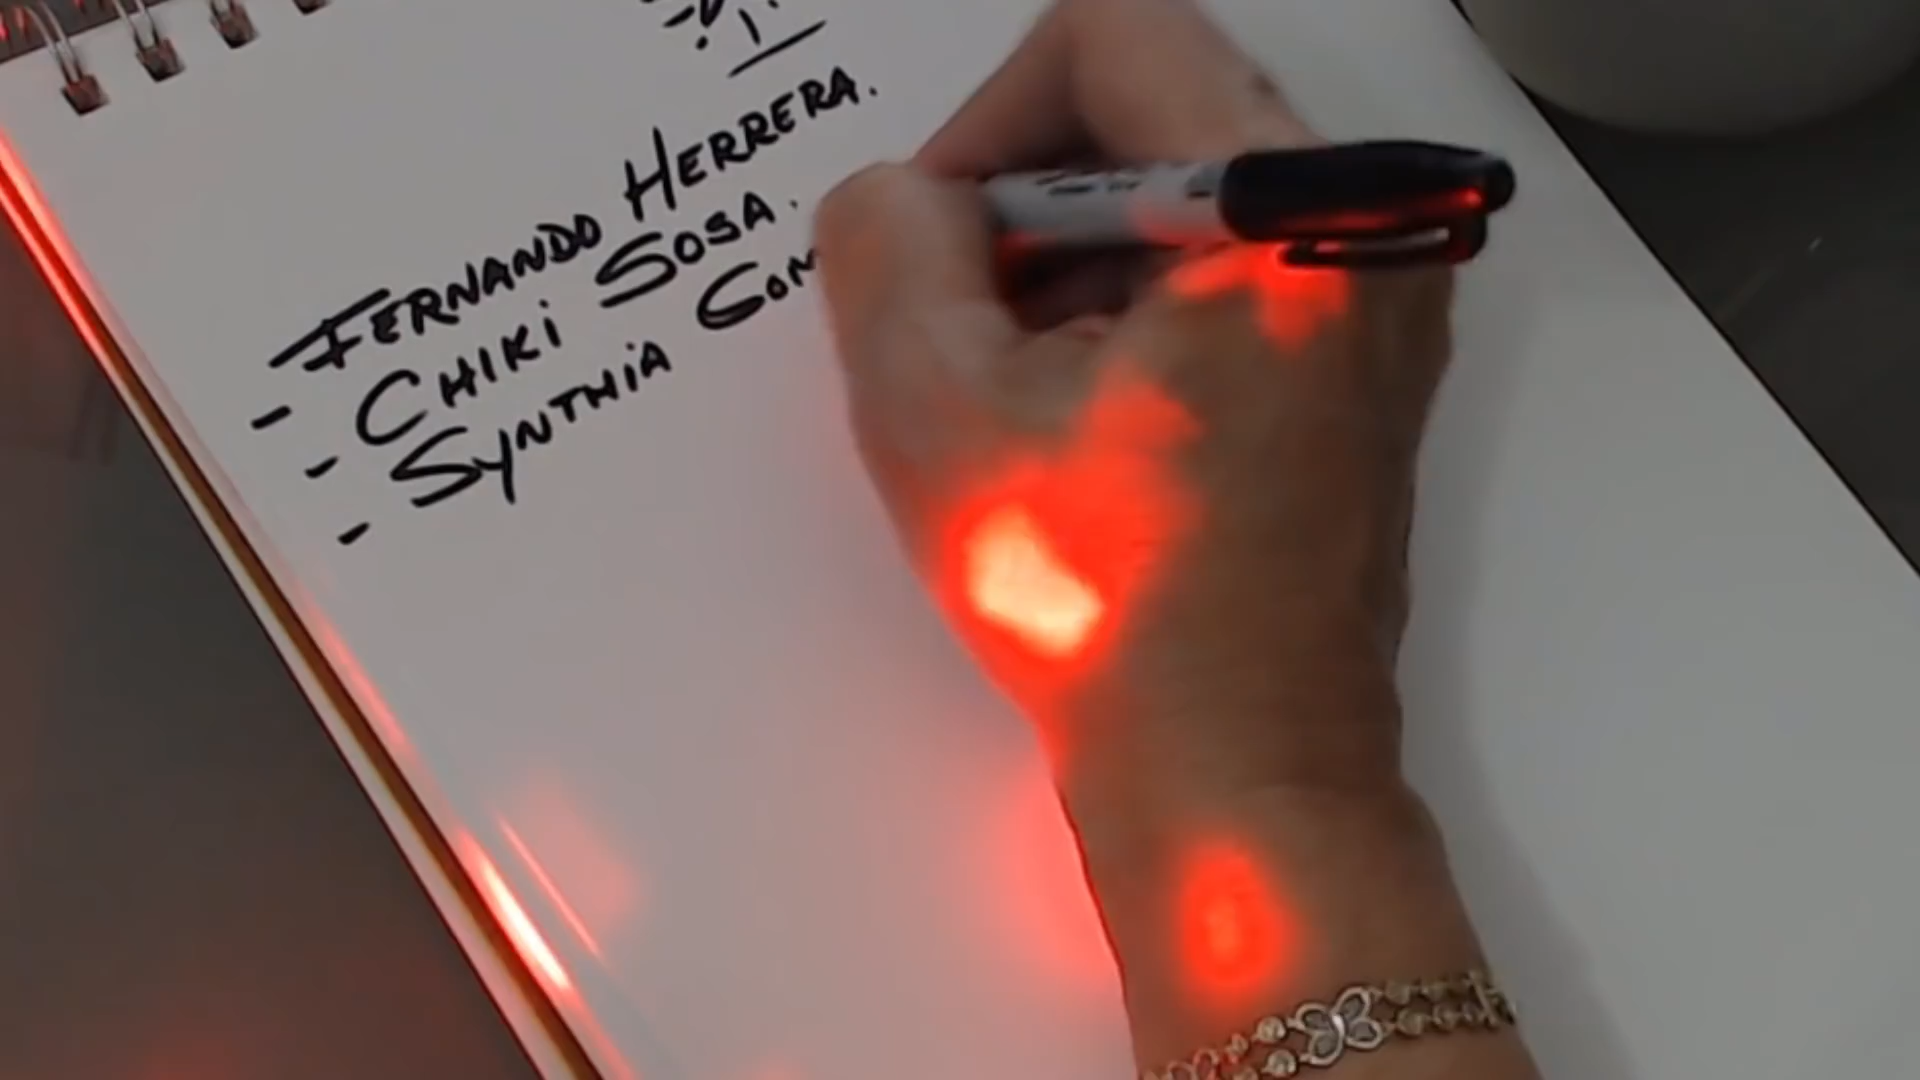 - FERNANDO HERRERA.
- CHIKI SOSA.
- SYNTHIA